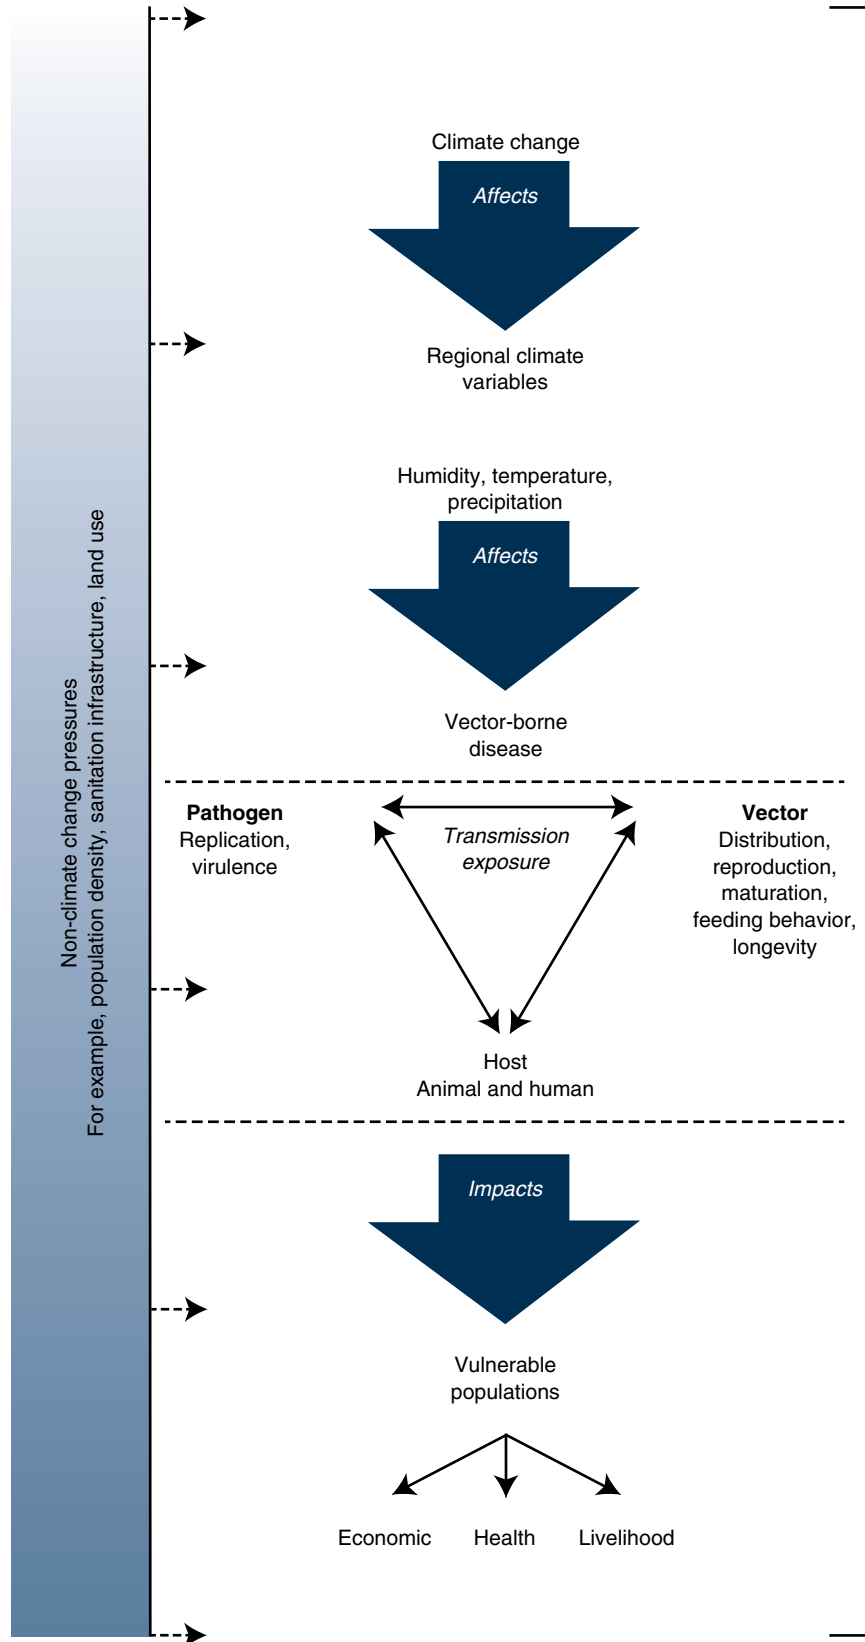 Non-climate change pressures
For example, population density, sanitation infrastructure, land use
Climate change
Affects
Regional climate
variables
Humidity, temperature,
precipitation
Affects
Vector-borne
disease
Pathogen
Replication,
virulence
Transmission
exposure
Vector
Distribution,
reproduction,
maturation,
feeding behavior,
longevity
Host
Animal and human
Impacts
Vulnerable
populations
Economic
Health
Livelihood